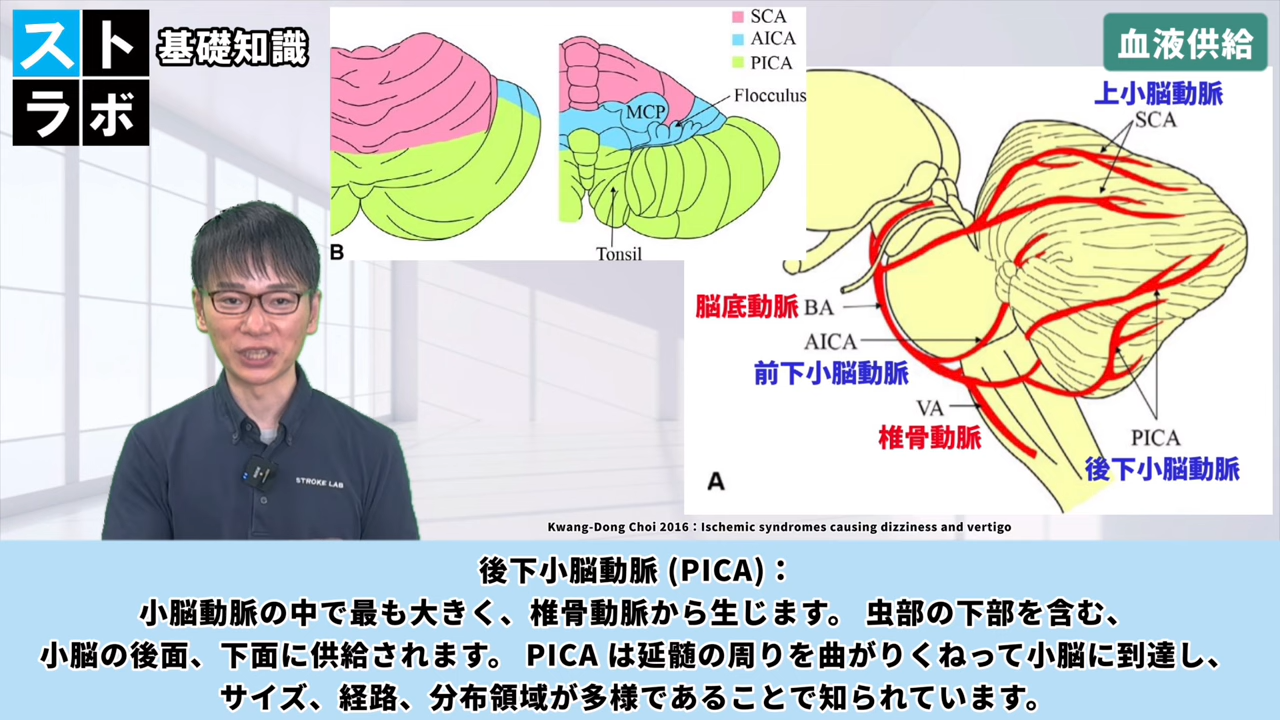 スト
ラボ
基礎知識
SCA
AICA
PICA
MCP
Flocculus
Tonsil
B
血液供給
上小脳動脈
SCA
脳底動脈 BA
AICA
前下小脳動脈
VA
椎骨動脈
PICA
後下小脳動脈
A
STROKE LAB
Kwang-Dong Choi 2016：Ischemic syndromes causing dizziness and vertigo
後下小脳動脈 (PICA)：
小脳動脈の中で最も大きく、椎骨動脈から生じます。 虫部の下部を含む、
小脳の後面、下面に供給されます。 PICA は延髄の周りを曲がりくねって小脳に到達し、
サイズ、経路、分布領域が多様であることで知られています。